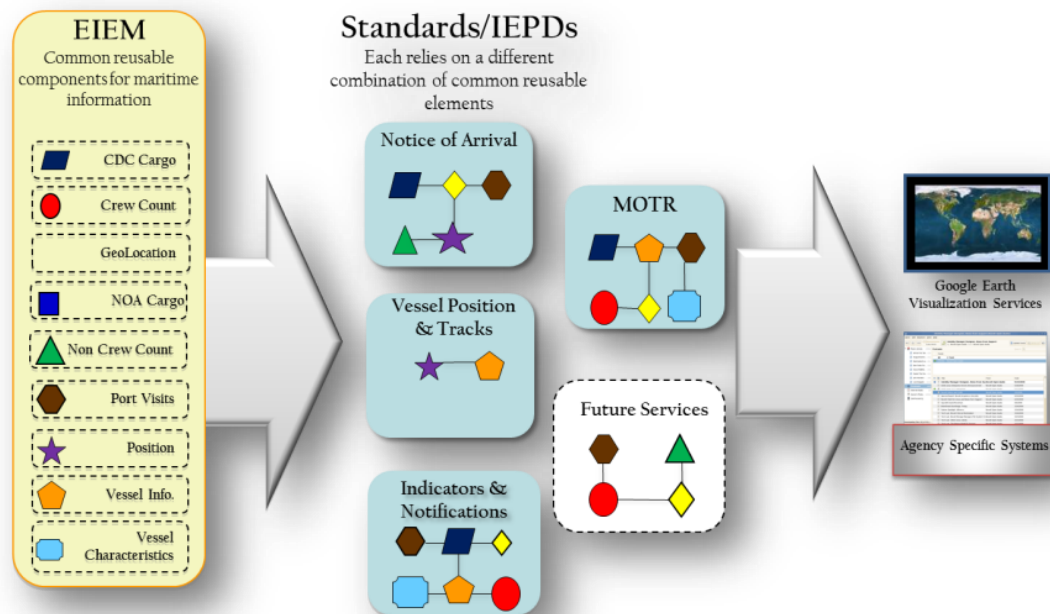 EIEM
Common reusable
components for maritime
information
CDC Cargo
Crew Count
GeoLocation
NOA Cargo
Non Crew Count
Port Visits
Position
Vessel Info.
Vessel
Characteristics
Standards/IEPDs
Each relies on a different
combination of common reusable
elements
Notice of Arrival
Vessel Position
& Tracks
Indicators &
Notifications
MOTR
Future Services
Google Earth
Visualization Services
Agency Specific Systems